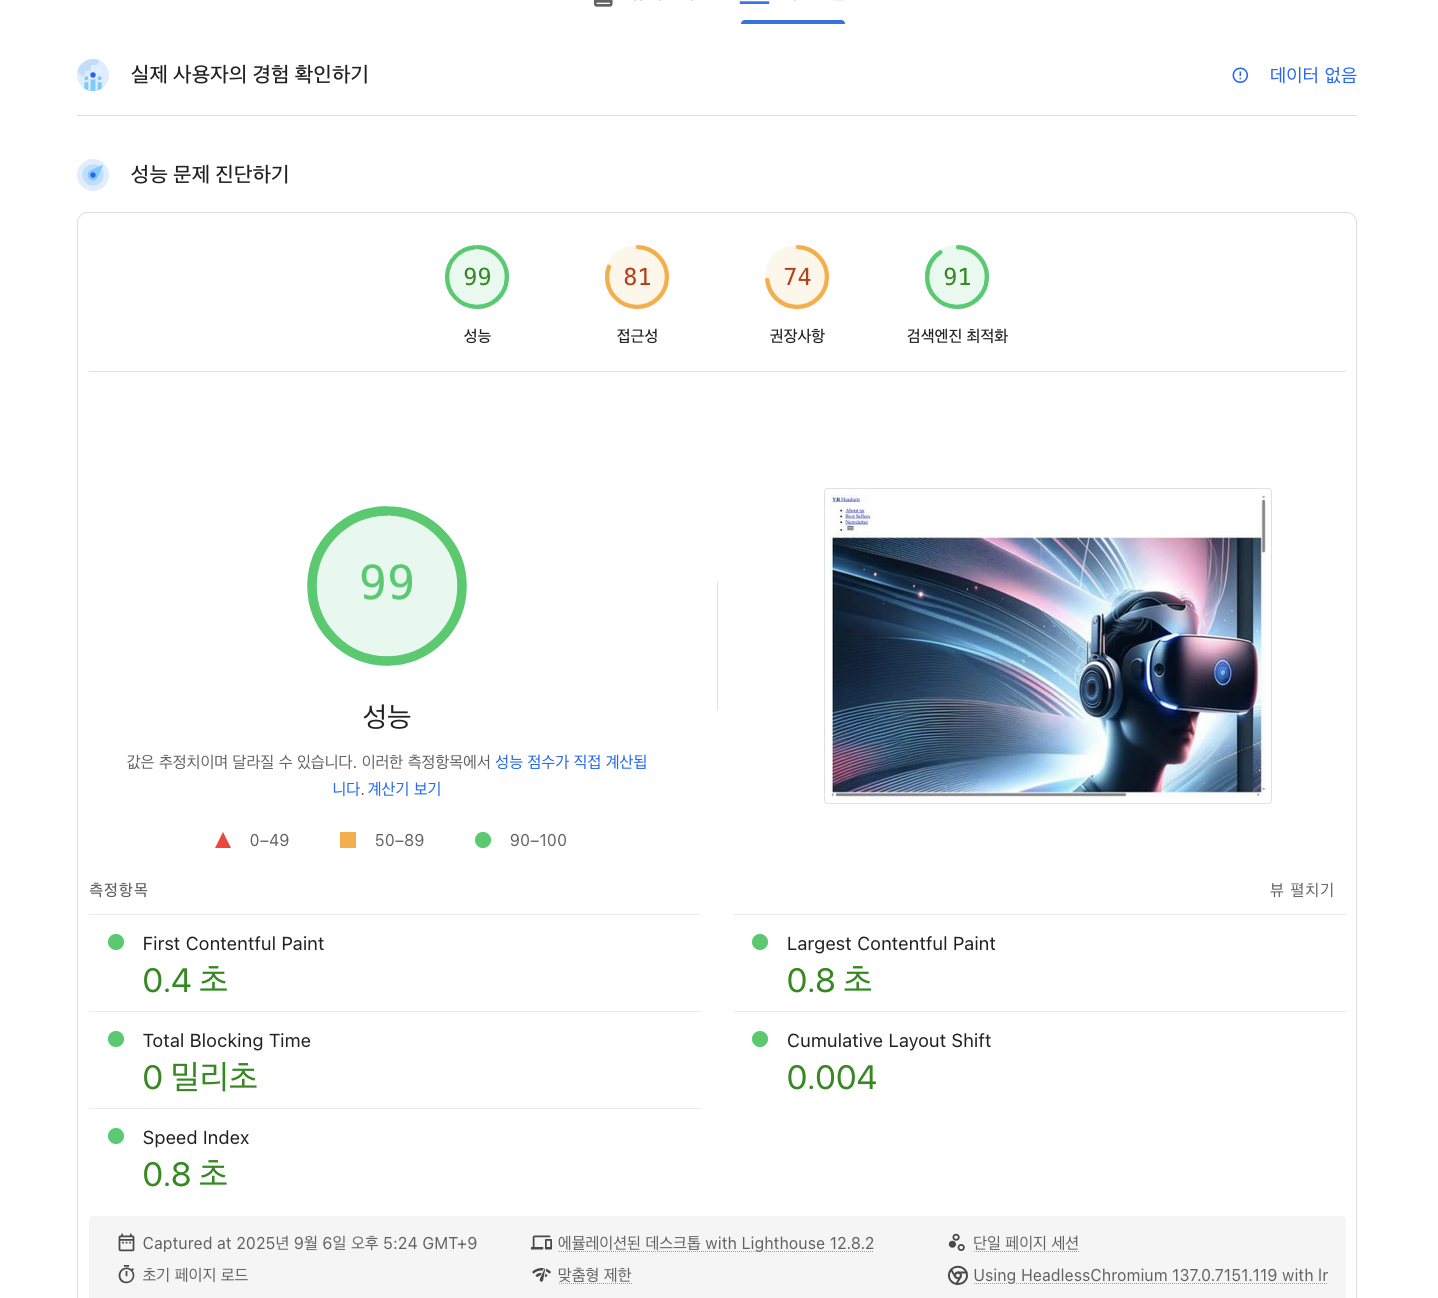 실제 사용자의 경험 확인하기
데이터 없음
성능 문제 진단하기
99
81
74
91
성능
접근성
권장사항
검색엔진 최적화
VR Headsets
About us
Best Sellers
Newsletter
99
성능
값은 추정치이며 달라질 수 있습니다. 이러한 측정항목에서 성능 점수가 직접 계산됩
니다. 계산기 보기
0–49
50–89
90–100
측정항목
뷰 펼치기
First Contentful Paint
0.4 초
Largest Contentful Paint
0.8 초
Total Blocking Time
0 밀리초
Cumulative Layout Shift
0.004
Speed Index
0.8 초
Captured at 2025년 9월 6일 오후 5:24 GMT+9
에뮬레이션된 데스크톱 with Lighthouse 12.8.2
단일 페이지 세션
초기 페이지 로드
맞춤형 제한
Using HeadlessChromium 137.0.7151.119 with lr